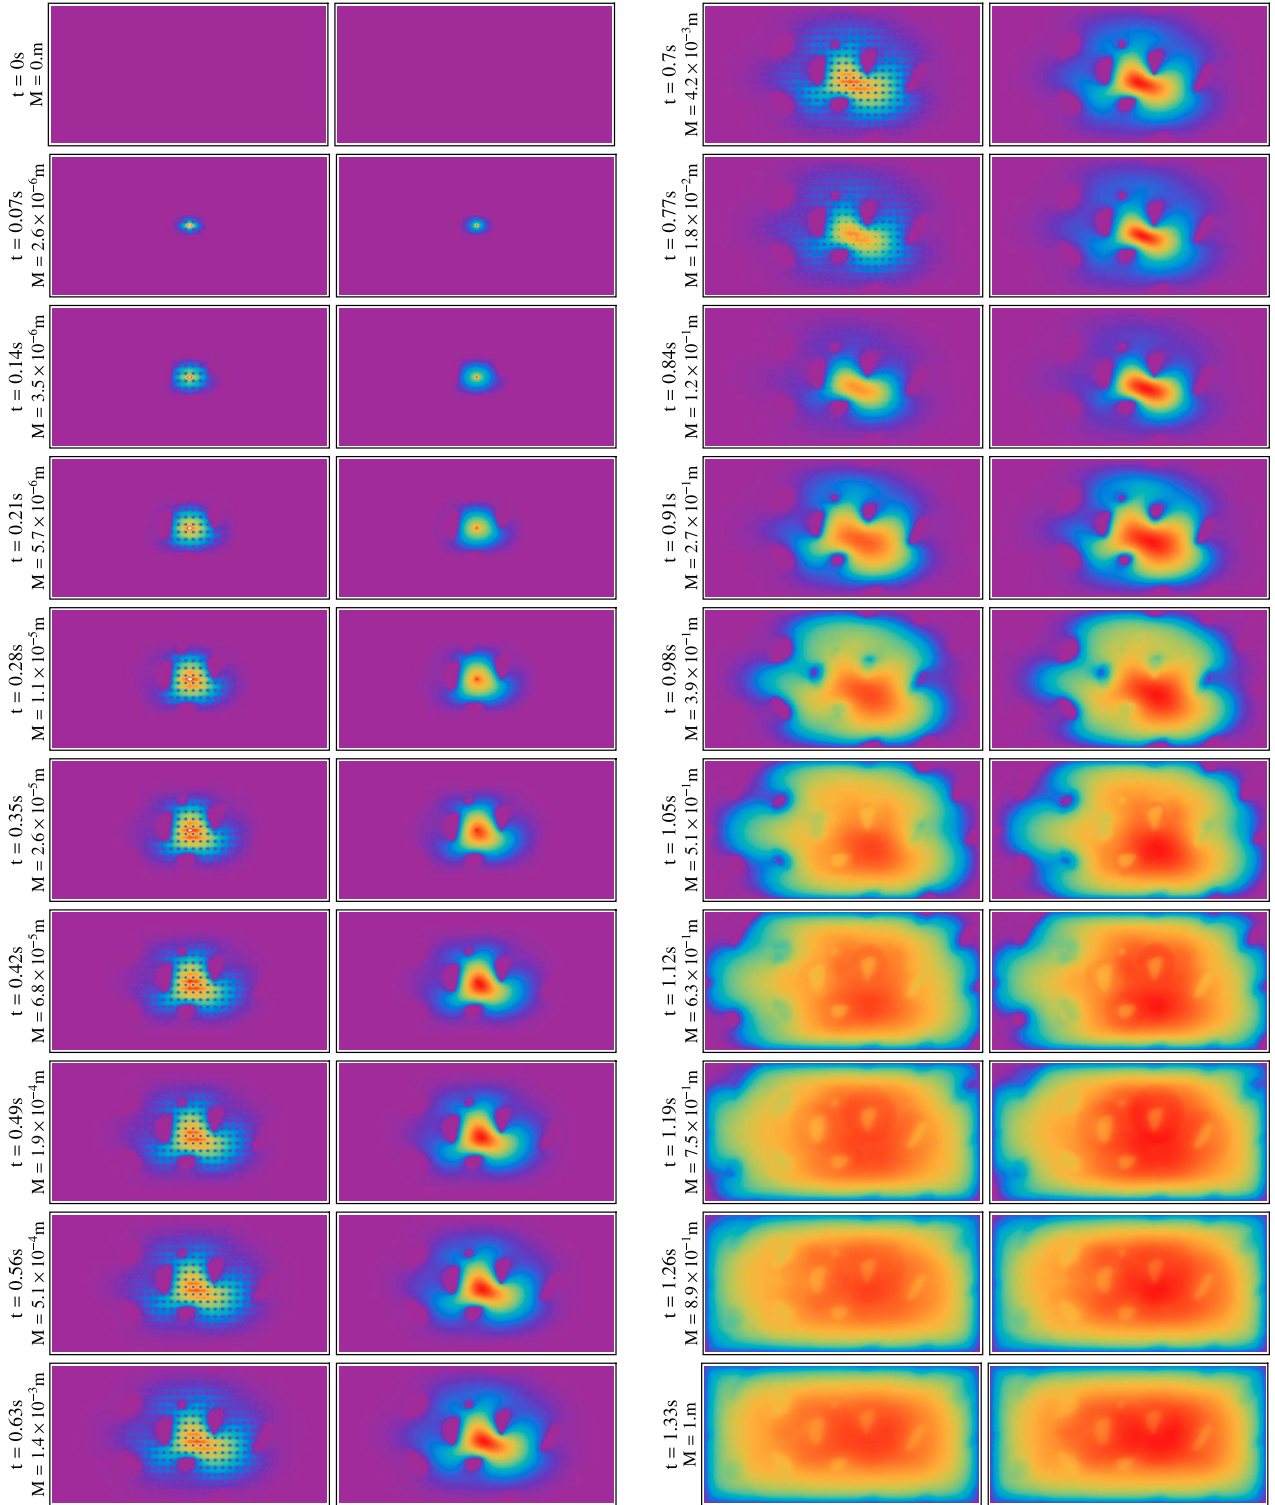 t = 0s
M = 0.m
t = 0.07s
M = 2.6×10⁻⁶m
t = 0.14s
M = 3.5×10⁻⁶m
t = 0.21s
M = 5.7×10⁻⁶m
t = 0.28s
M = 1.1×10⁻⁵m
t = 0.35s
M = 2.6×10⁻⁵m
t = 0.42s
M = 6.8×10⁻⁵m
t = 0.49s
M = 1.9×10⁻⁴m
t = 0.56s
M = 5.1×10⁻⁴m
t = 0.63s
M = 1.4×10⁻³m
t = 0.7s
M = 4.2×10⁻³m
t = 0.77s
M = 1.8×10⁻²m
t = 0.84s
M = 1.2×10⁻¹m
t = 0.91s
M = 2.7×10⁻¹m
t = 0.98s
M = 3.9×10⁻¹m
t = 1.05s
M = 5.1×10⁻¹m
t = 1.12s
M = 6.3×10⁻¹m
t = 1.19s
M = 7.5×10⁻¹m
t = 1.26s
M = 8.9×10⁻¹m
t = 1.33s
M = 1.m